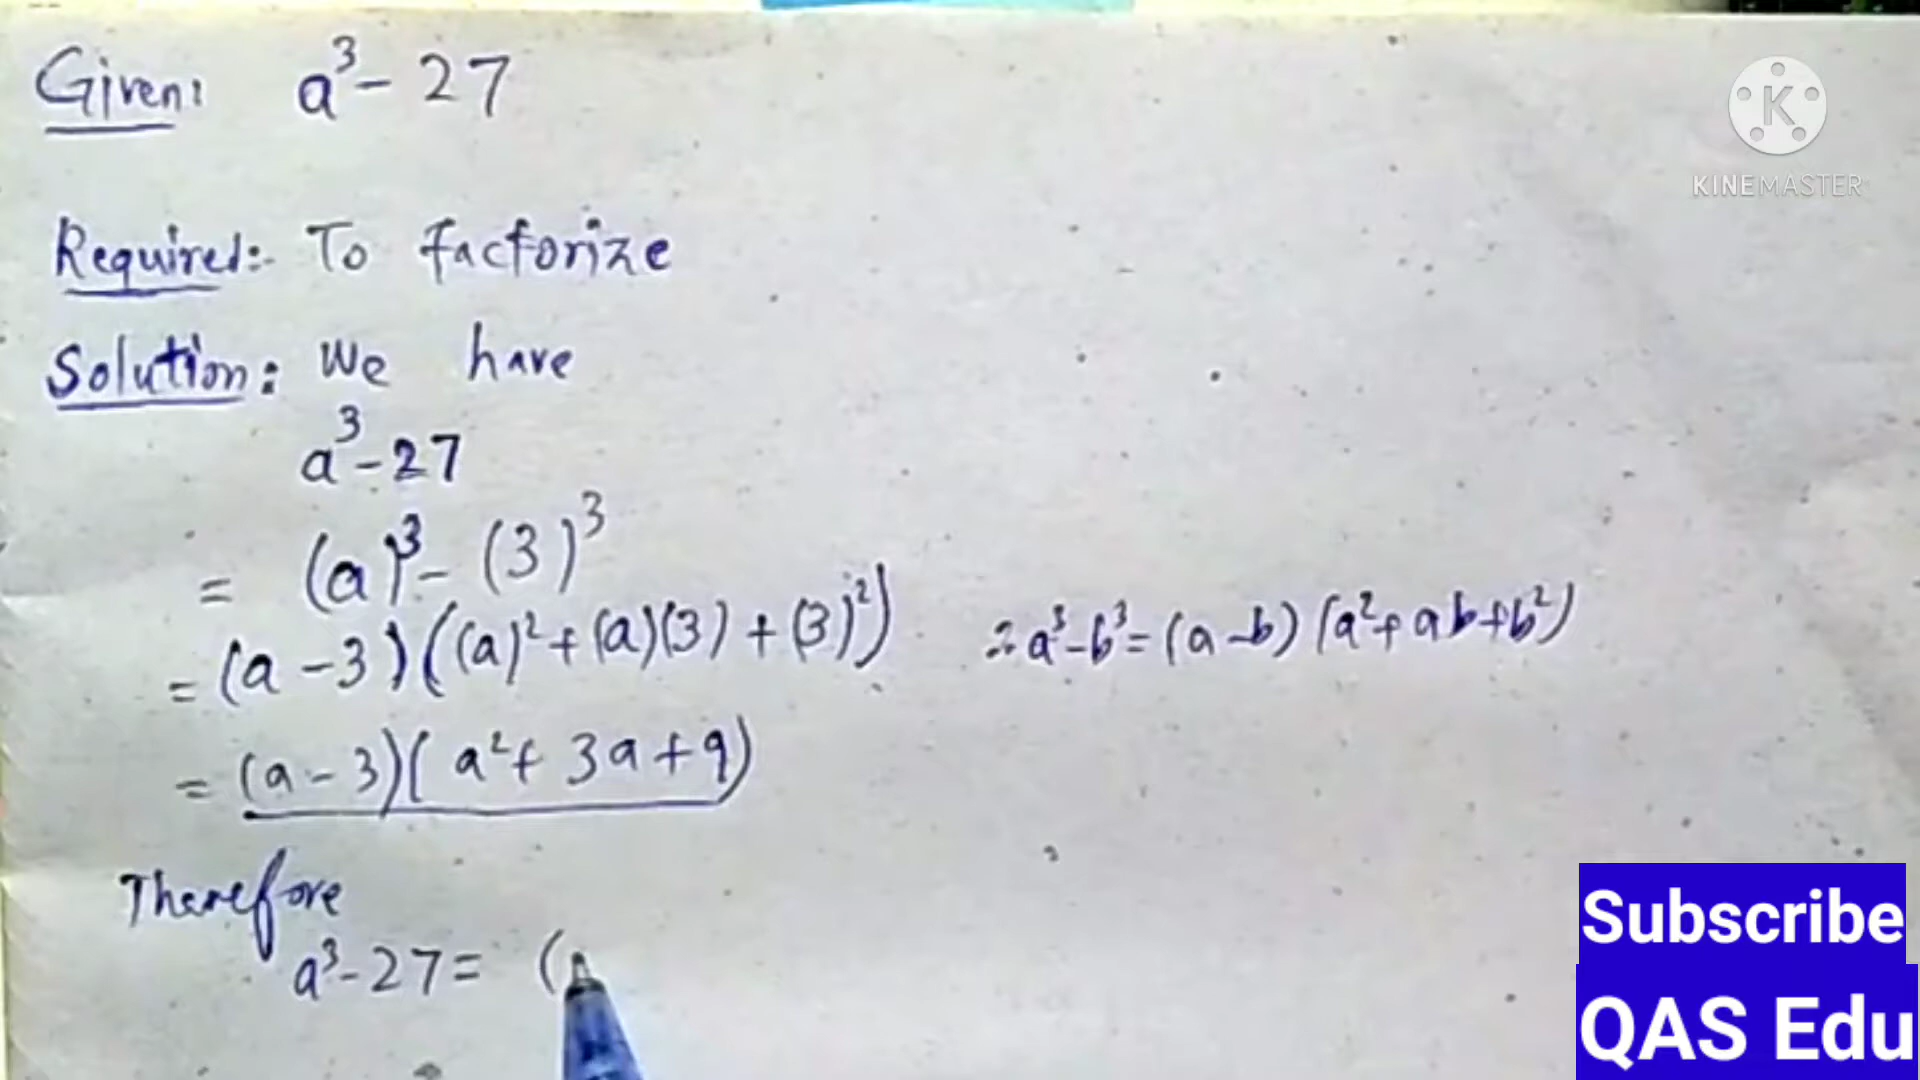 Given: a³ - 27
KINEMASTER
Required:- To factorize
Solution: We have
a³ - 27
= (a)³ - (3)³
= (a - 3)((a)² + (a)(3) + (3)²) ∴ a³ - b³ = (a - b)(a² + ab + b²)
= (a - 3)(a² + 3a + 9)
Therefore
a³ - 27 = (
Subscribe
QAS Edu